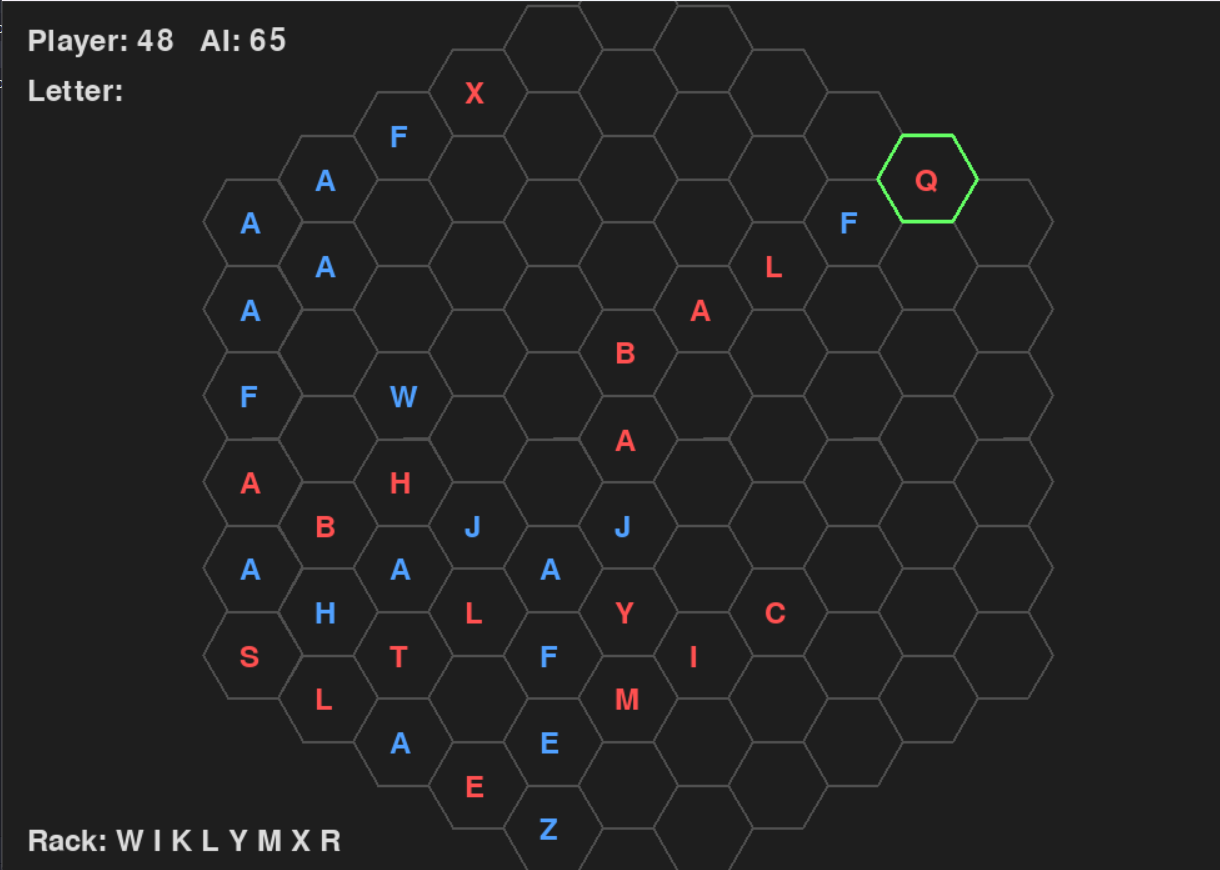 Player: 48 AI: 65
Letter:
X
F
A Q
A F
A L
A A
B
F W
A
A H
B J J
A A A
H L Y C
S T F I
L M
A E
E
Z
Rack: W I K L Y M X R